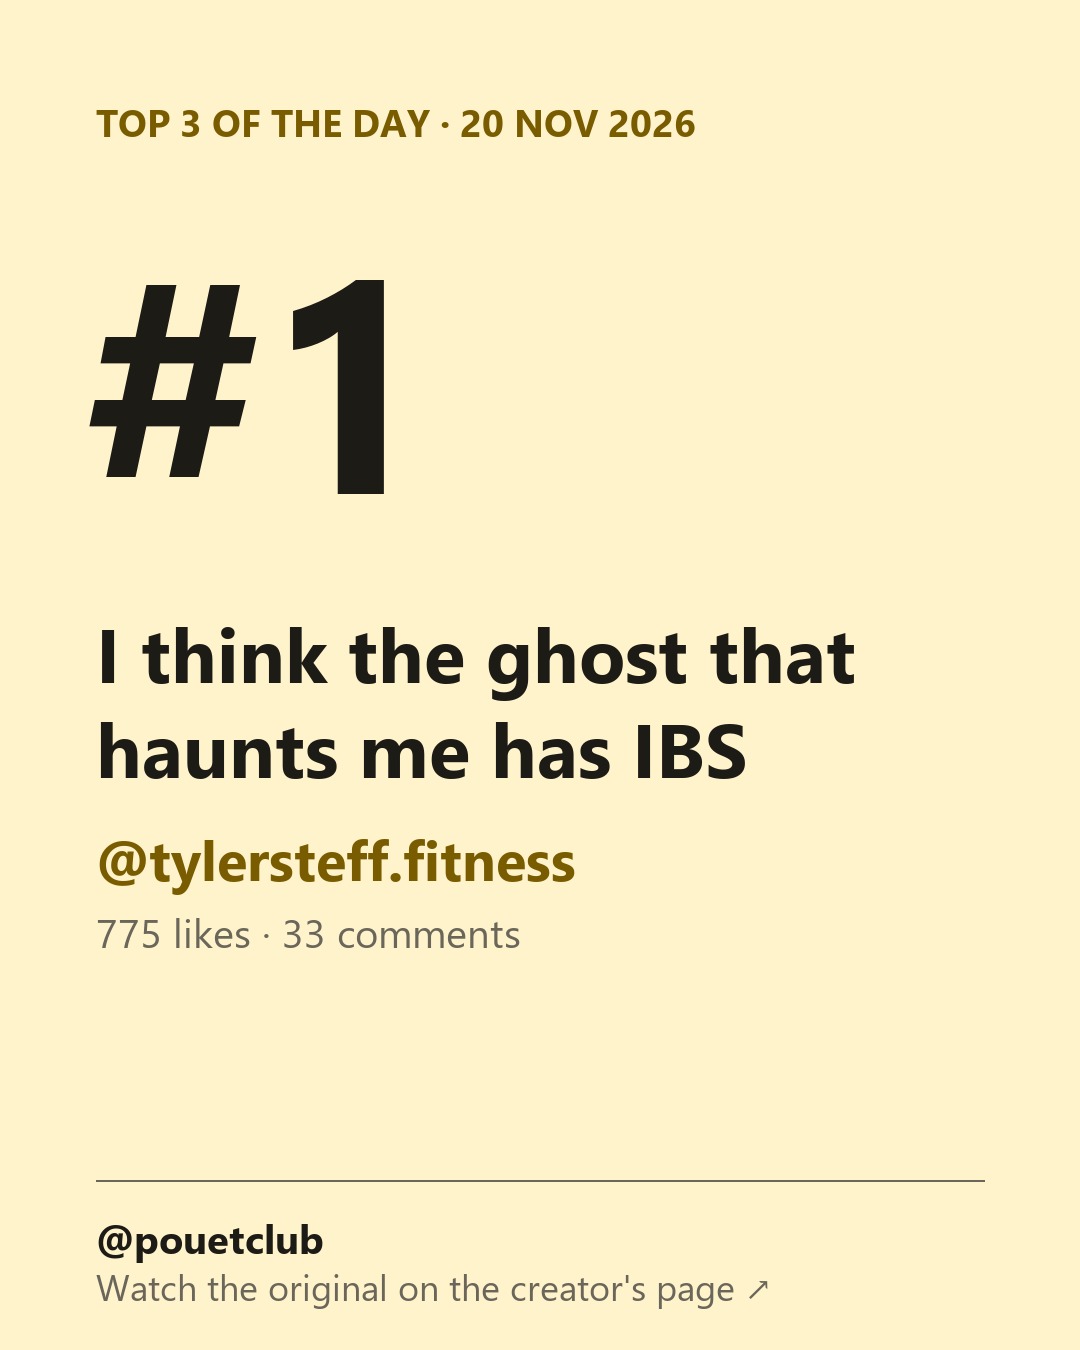 TOP 3 OF THE DAY · 20 NOV 2026
#1
I think the ghost that
haunts me has IBS
@tylersteff.fitness
775 likes · 33 comments
@pouetclub
Watch the original on the creator's page ↗